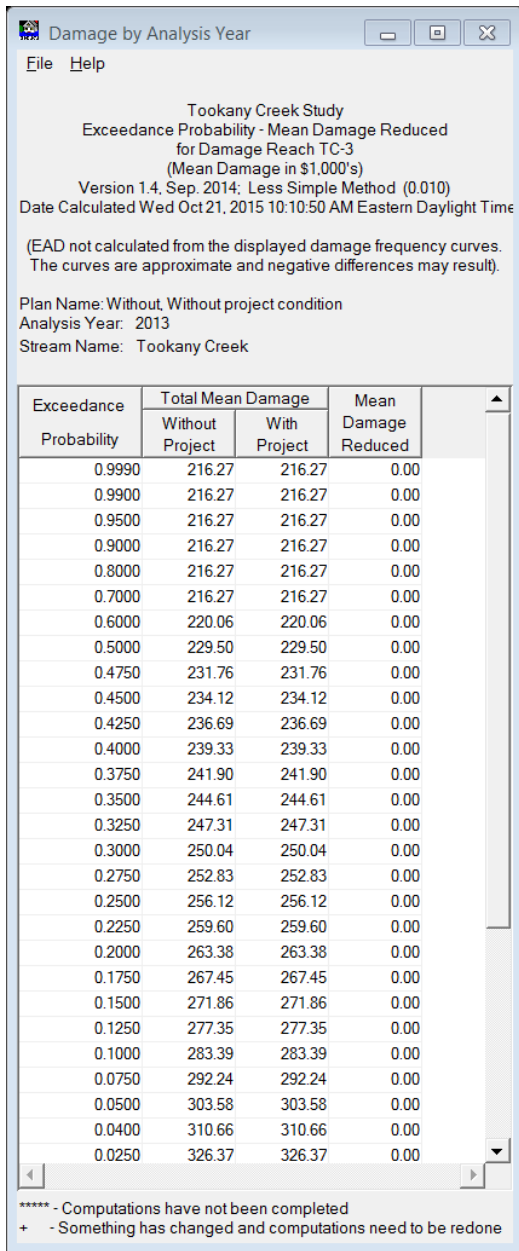 Damage by Analysis Year
File Help
Tookany Creek Study
Exceedance Probability - Mean Damage Reduced
for Damage Reach TC-3
(Mean Damage in $1,000's)
Version 1.4, Sep. 2014; Less Simple Method (0.010)
Date Calculated Wed Oct 21, 2015 10:10:50 AM Eastern Daylight Time
(EAD not calculated from the displayed damage frequency curves.
The curves are approximate and negative differences may result).
Plan Name: Without, Without project condition
Analysis Year: 2013
Stream Name: Tookany Creek
Exceedance Probability Total Mean Damage Mean Damage Reduced
Without Project With Project
0.9990 216.27 216.27 0.00
0.9900 216.27 216.27 0.00
0.9500 216.27 216.27 0.00
0.9000 216.27 216.27 0.00
0.8000 216.27 216.27 0.00
0.7000 216.27 216.27 0.00
0.6000 220.06 220.06 0.00
0.5000 229.50 229.50 0.00
0.4750 231.76 231.76 0.00
0.4500 234.12 234.12 0.00
0.4250 236.69 236.69 0.00
0.4000 239.33 239.33 0.00
0.3750 241.90 241.90 0.00
0.3500 244.61 244.61 0.00
0.3250 247.31 247.31 0.00
0.3000 250.04 250.04 0.00
0.2750 252.83 252.83 0.00
0.2500 256.12 256.12 0.00
0.2250 259.60 259.60 0.00
0.2000 263.38 263.38 0.00
0.1750 267.45 267.45 0.00
0.1500 271.86 271.86 0.00
0.1250 277.35 277.35 0.00
0.1000 283.39 283.39 0.00
0.0750 292.24 292.24 0.00
0.0500 303.58 303.58 0.00
0.0400 310.66 310.66 0.00
0.0250 326.37 326.37 0.00
***** - Computations have not been completed
+ - Something has changed and computations need to be redone